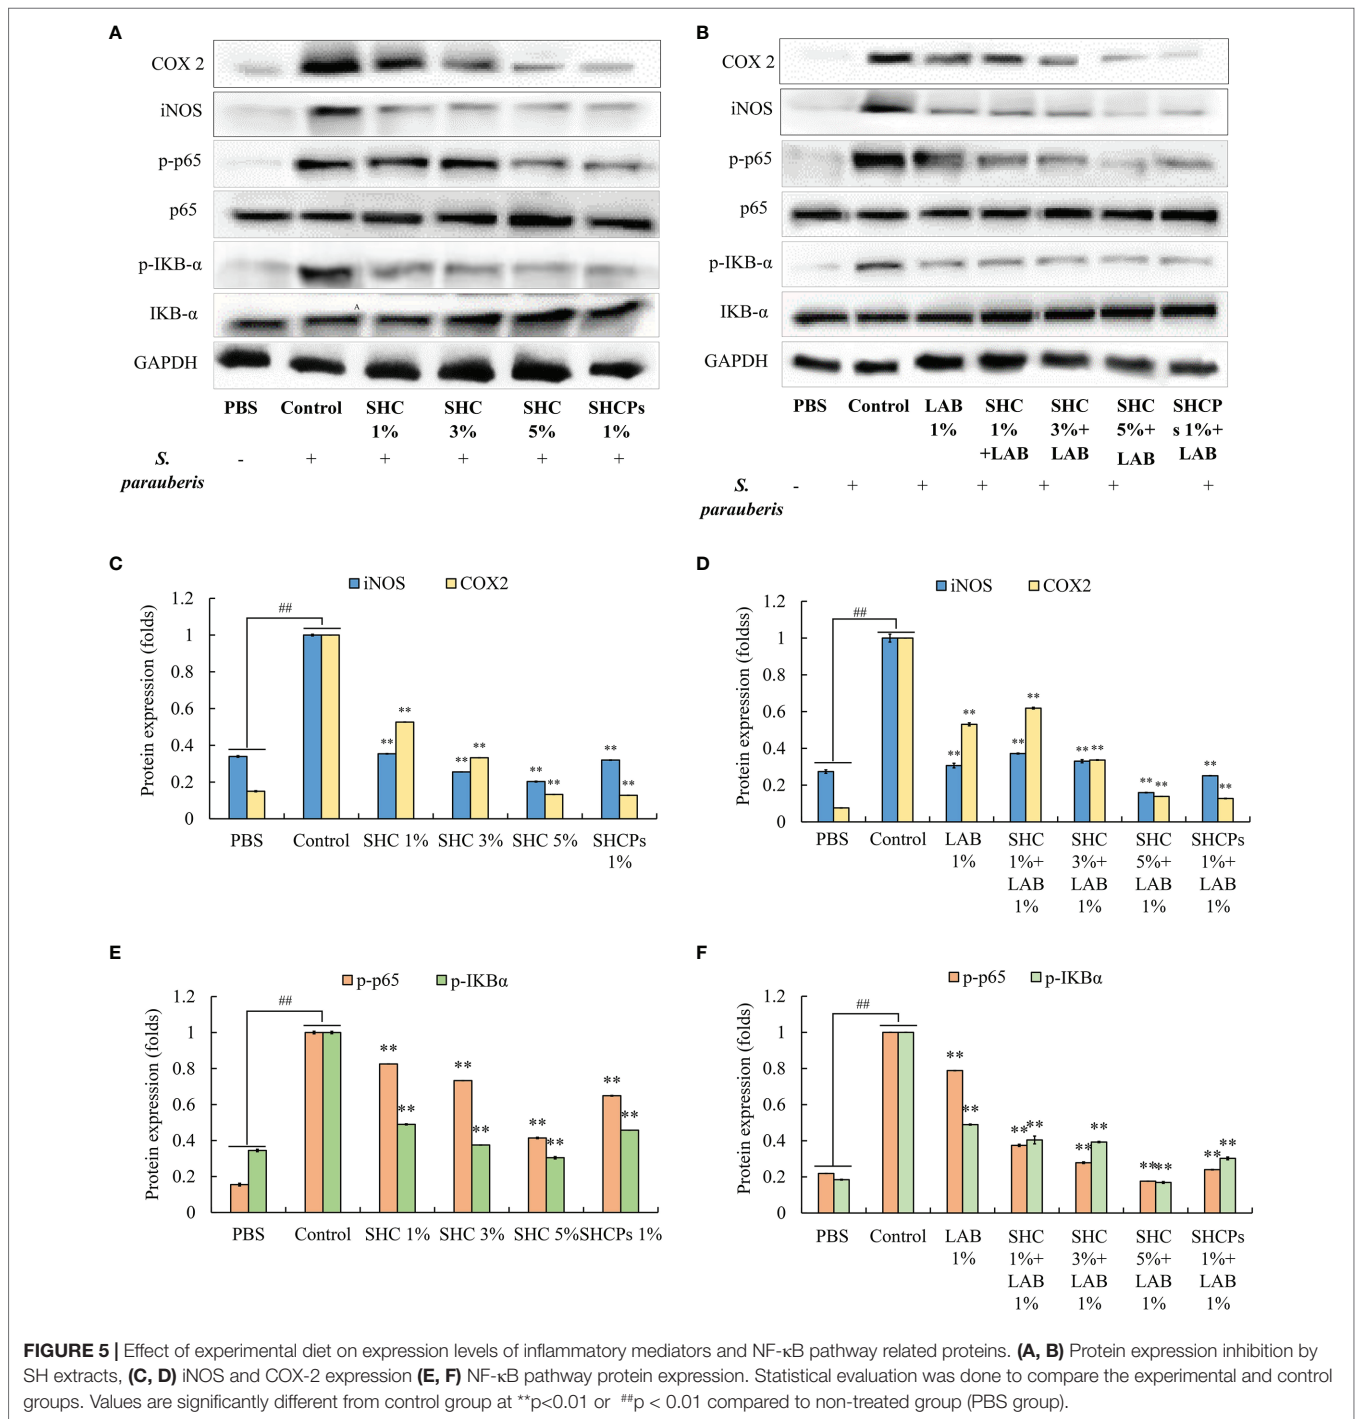 A
COX 2
iNOS
p-p65
p65
p-IKB-α
IKB-α
A
GAPDH
PBS Control SHC SHC SHC SHCPs
1% 3% 5% 1%
S. - + + + + +
parauberis
B
COX 2
iNOS
p-p65
p65
p-IKB-α
IKB-α
GAPDH
PBS Control LAB SHC SHC SHC SHCP
1% 1% 3%+ 5%+ s 1%+
+LAB LAB LAB LAB
S. - + + + + + +
parauberis
C
iNOS COX2
Protein expression (folds)
1.2
1
0.8
0.6
0.4
0.2
0
##
** ** ** ** ** ** ** **
PBS Control SHC 1% SHC 3% SHC 5% SHCPs
1%
D
iNOS COX2
Protein expression (foldss)
1.2
1
0.8
0.6
0.4
0.2
0
##
** ** ** ** ** ** ** ** ** **
PBS Control LAB SHC SHC SHC SHCPs
1% 1%+ 3%+ 5%+ 1%+
LAB LAB LAB LAB
1% 1% 1% 1%
E
p-p65 p-IKBα
Protein expression (folds)
1.2
1
0.8
0.6
0.4
0.2
0
##
** ** ** ** ** ** ** **
PBS Control SHC 1% SHC 3% SHC 5% SHCPs 1%
F
p-p65 p-IKBα
Protein expression (folds)
1.2
1
0.8
0.6
0.4
0.2
0
##
** ** ** ** ** ** ** ** ** **
PBS Control LAB SHC SHC SHC SHCPs
1% 1%+ 3%+ 5%+ 1%+
LAB LAB LAB LAB
1% 1% 1% 1%
FIGURE 5 | Effect of experimental diet on expression levels of inflammatory mediators and NF-κB pathway related proteins. (A, B) Protein expression inhibition by
SH extracts, (C, D) iNOS and COX-2 expression (E, F) NF-κB pathway protein expression. Statistical evaluation was done to compare the experimental and control
groups. Values are significantly different from control group at **p<0.01 or ##p < 0.01 compared to non-treated group (PBS group).